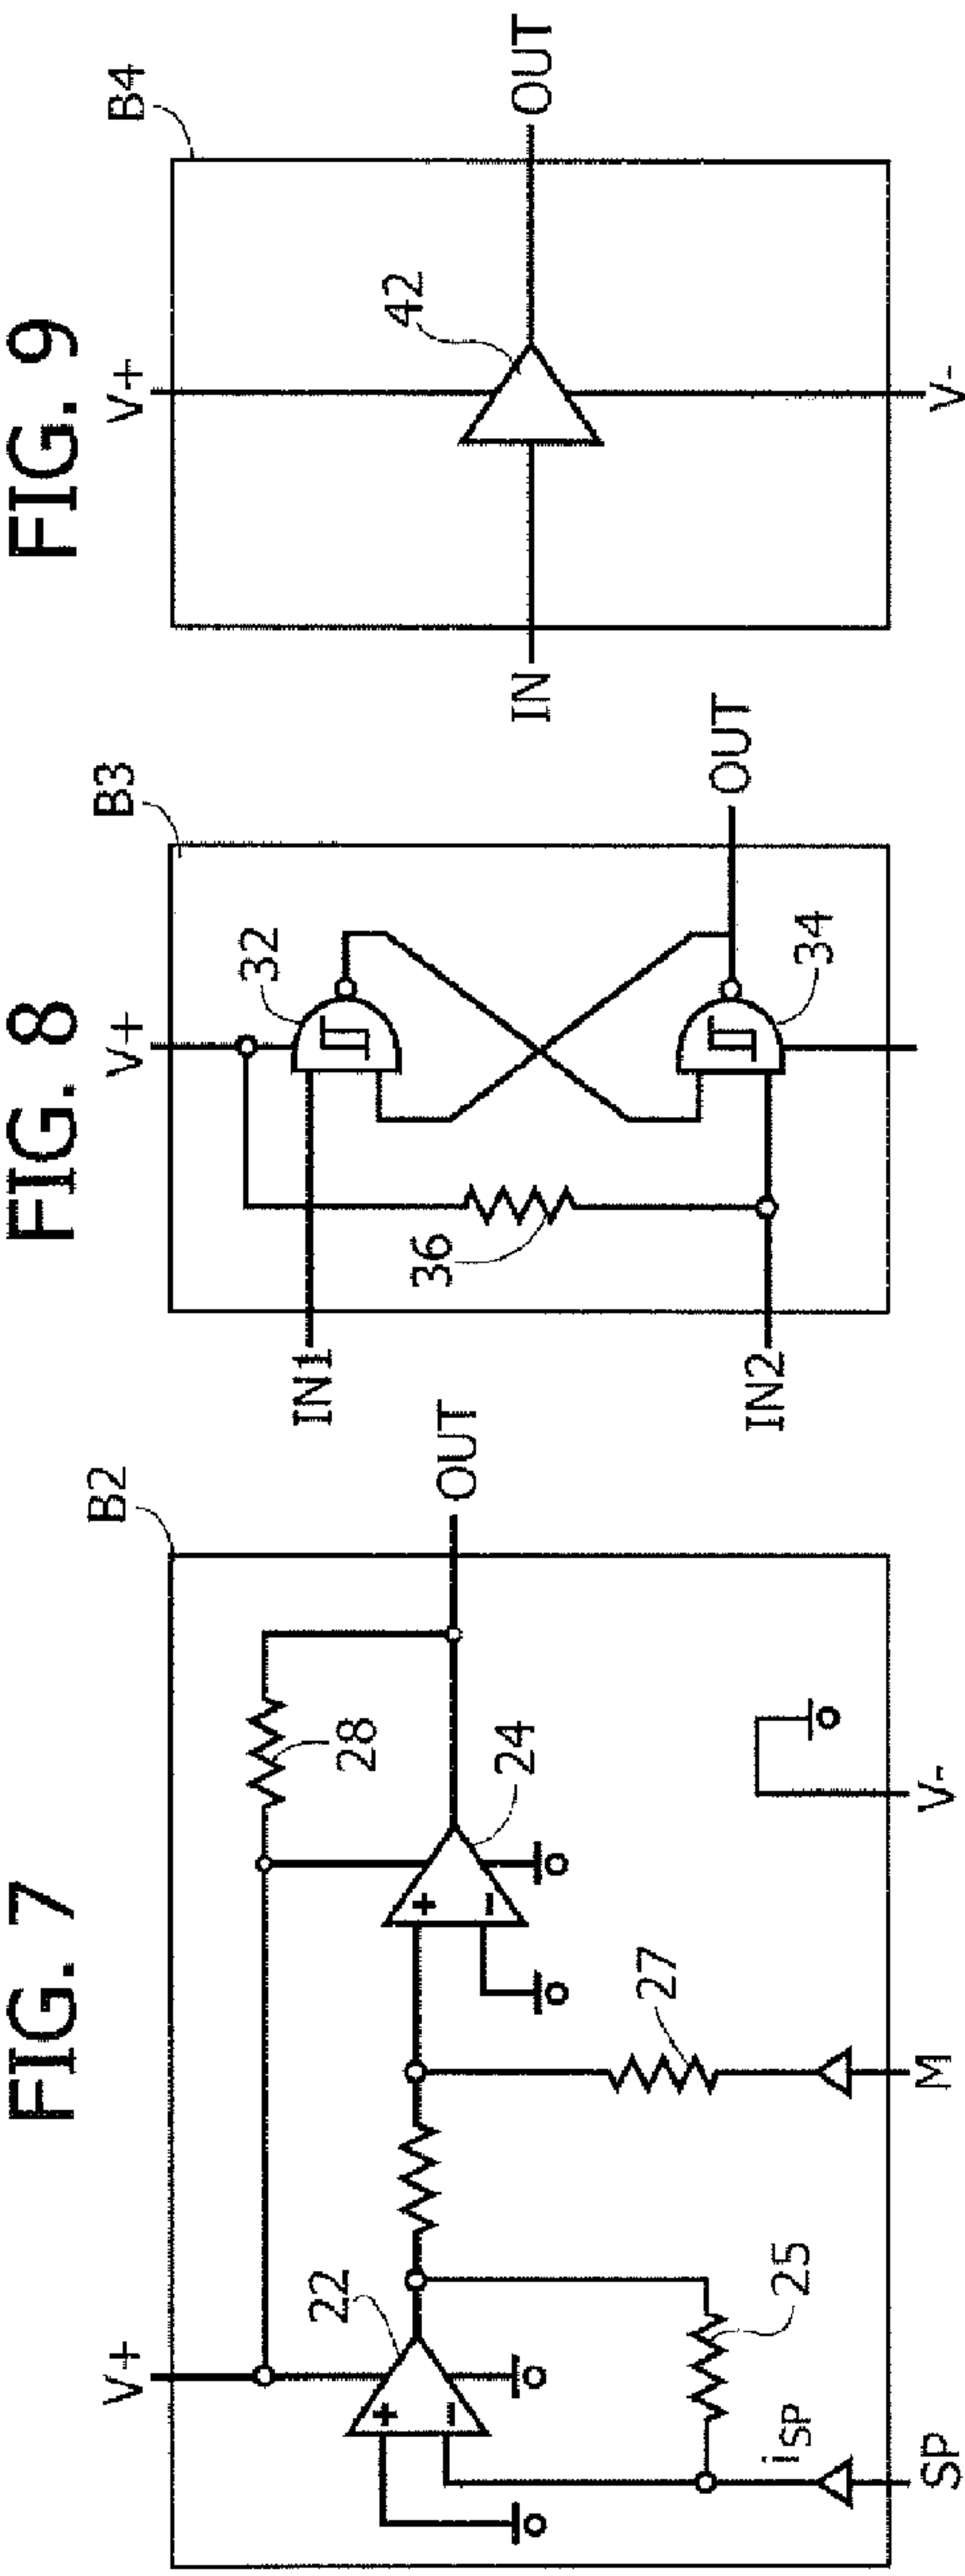 FIG. 7
B2
V+
28
OUT
22
+
−
24
+
−
27
25
iSP
SP
M
V-
FIG. 8
B3
V+
32
IN1
36
34
IN2
OUT
FIG. 9
B4
V+
42
IN
OUT
V-